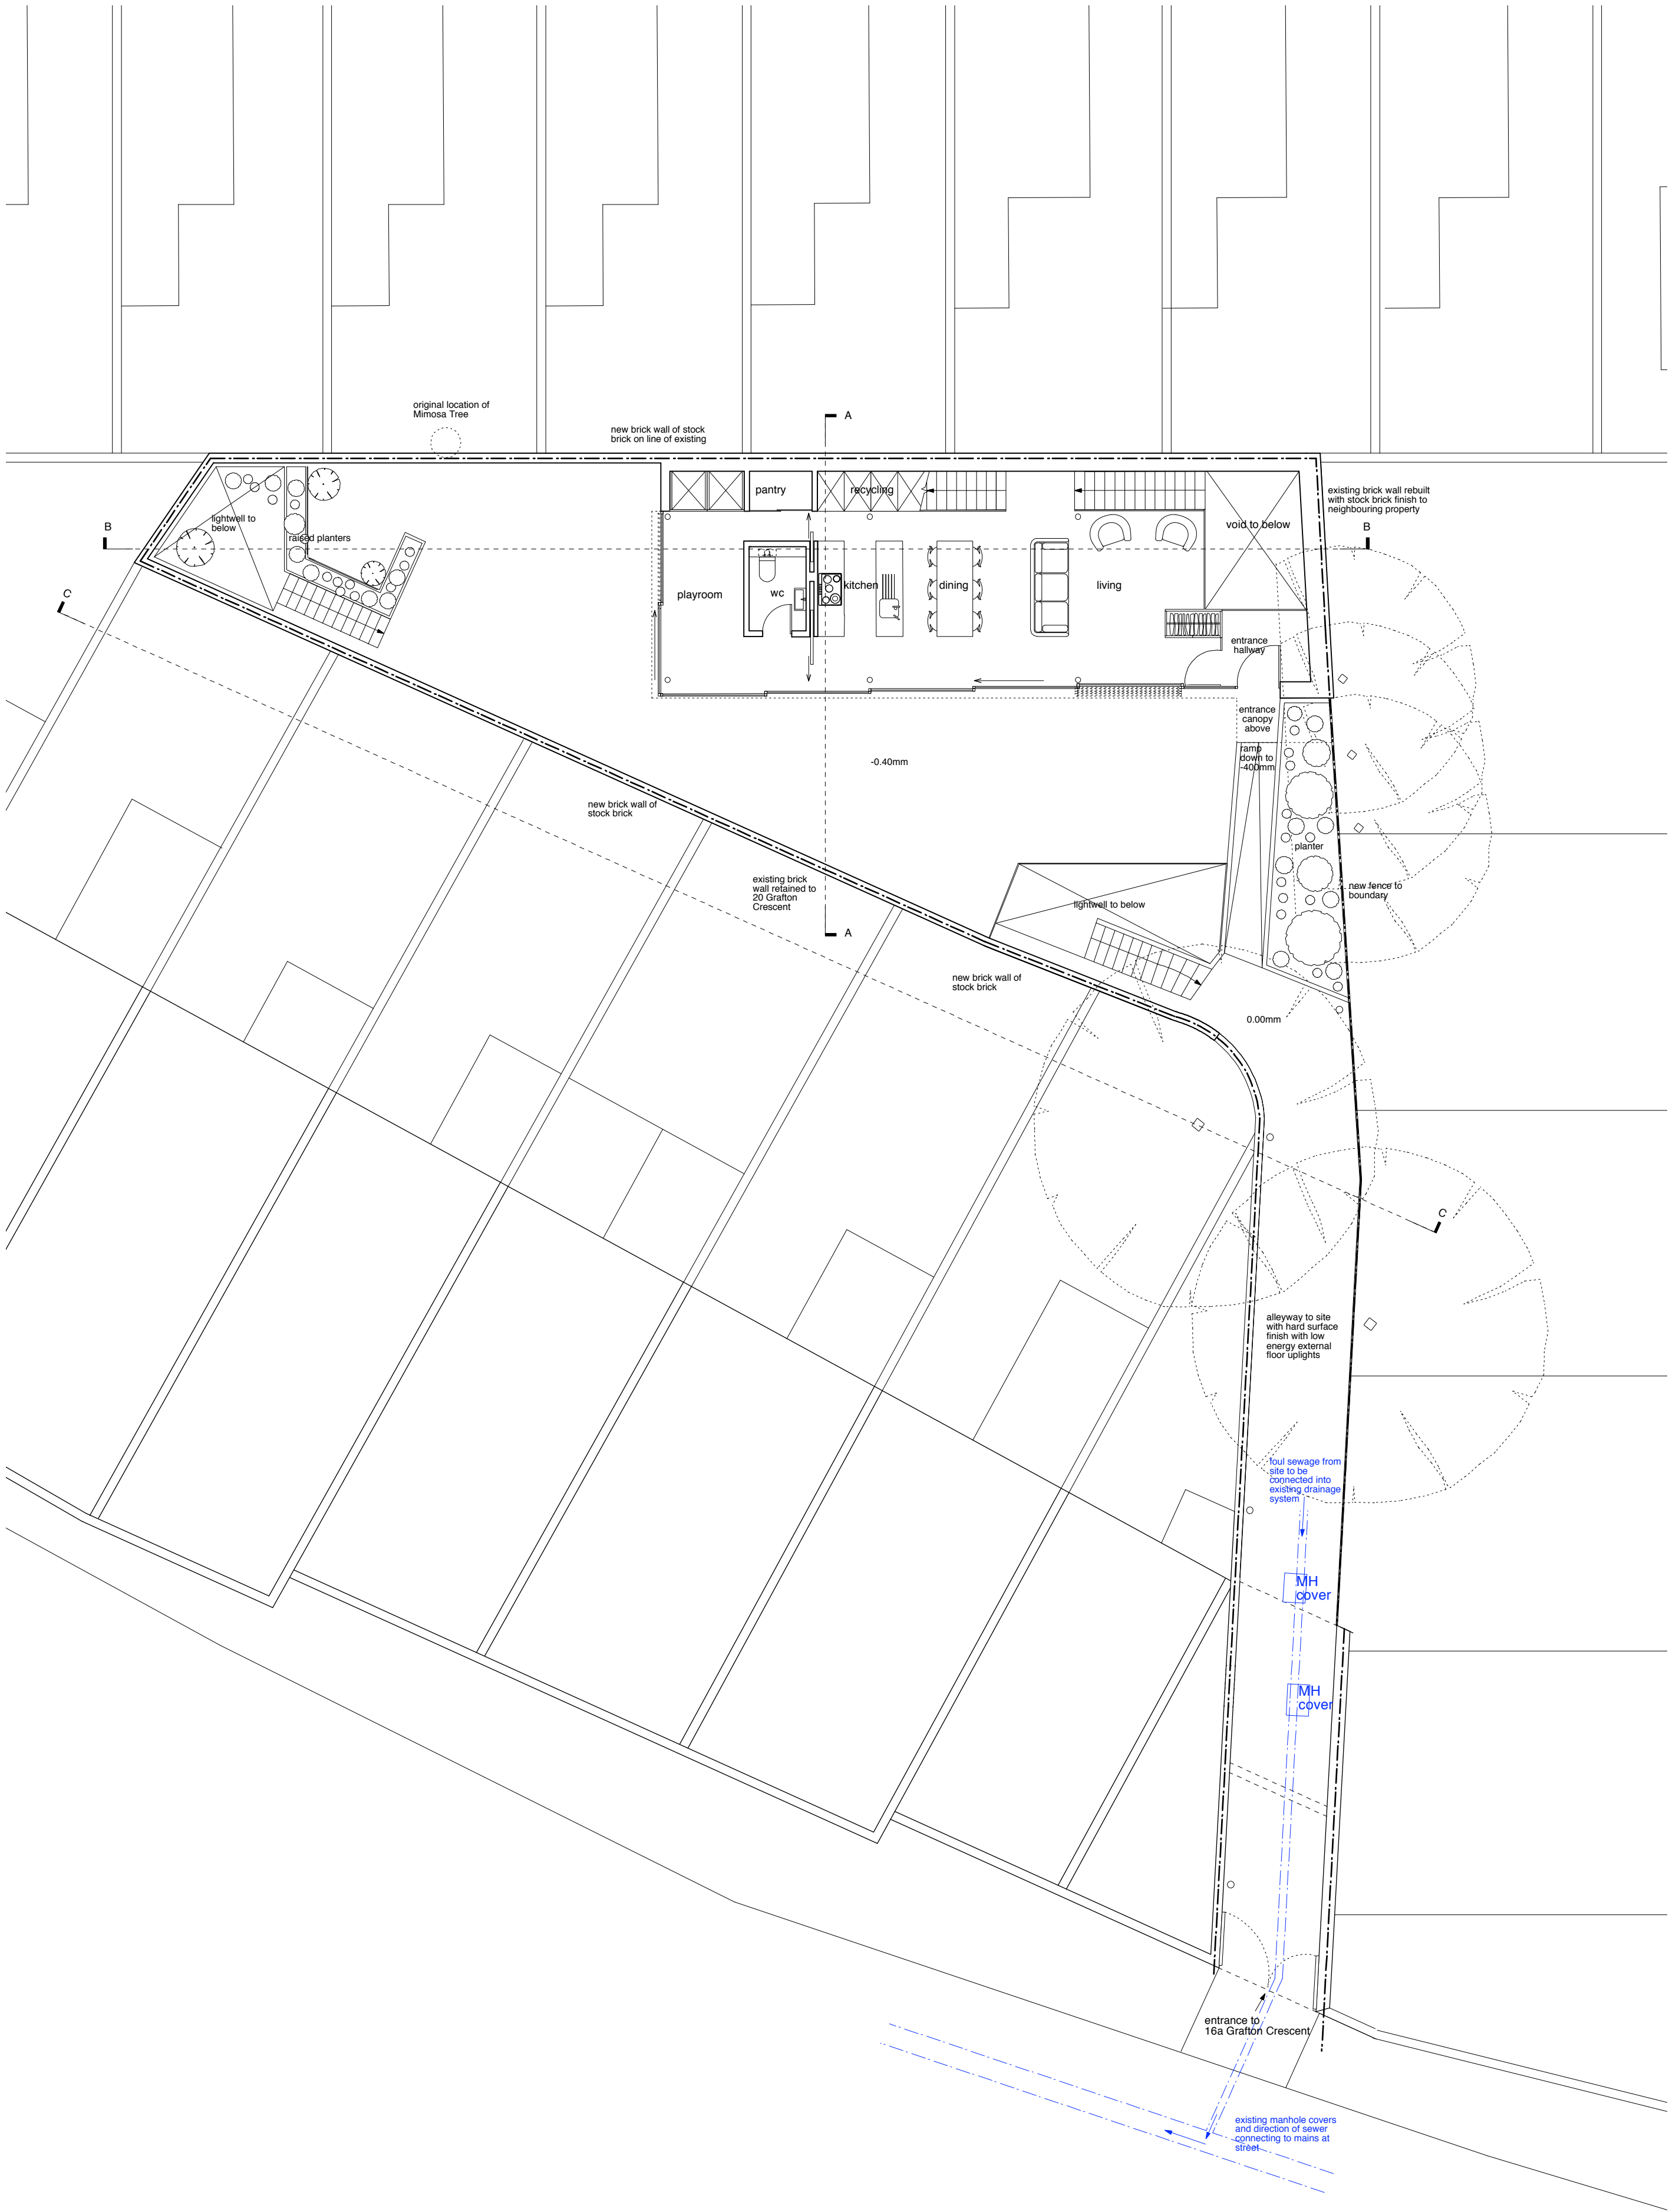 original location of
Mimosa Tree
A
new brick wall of stock
brick on line of existing
pantry
recycling
existing brick wall rebuilt
with stock brick finish to
neighbouring property
B
lightwell to
below
raised planters
void to below
B
playroom
wc
kitchen
dining
living
C
entrance
hallway
entrance
canopy
above
ramp
down to
-400mm
-0.40mm
new brick wall of
stock brick
planter
existing brick
wall retained to
20 Grafton
Crescent
new fence to
boundary
lightwell to below
A
new brick wall of
stock brick
0.00mm
C
alleyway to site
with hard surface
finish with low
energy external
floor uplights
foul sewage from
site to be
connected into
existing drainage
system
MH
cover
MH
cover
entrance to
16a Grafton Crescent
existing manhole covers
and direction of sewer
connecting to mains at
street